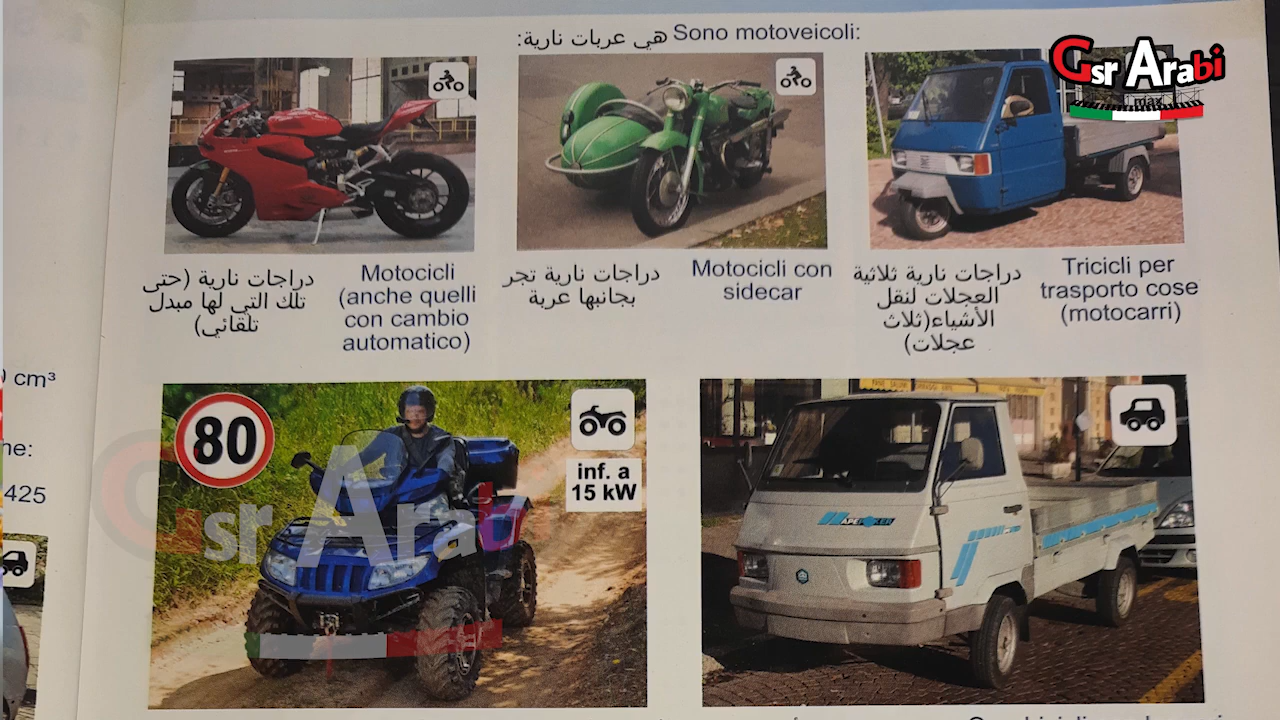 هي عربات نارية:
Sono motoveicoli:
Gsr Arabi
max
Motocicli
(anche quelli
con cambio
automatico)
دراجات نارية (حتى
تلك التي لها مبدل
تلقائي)
Motocicli con
sidecar
دراجات نارية تجر
بجانبها عربة
Tricicli per
trasporto cose
(motocarri)
دراجات نارية ثلاثية
العجلات لنقل
الأشياء(ثلاث
عجلات)
cm³
425
80
inf. a
15 kW
Gsr Arabi
APEPOKER